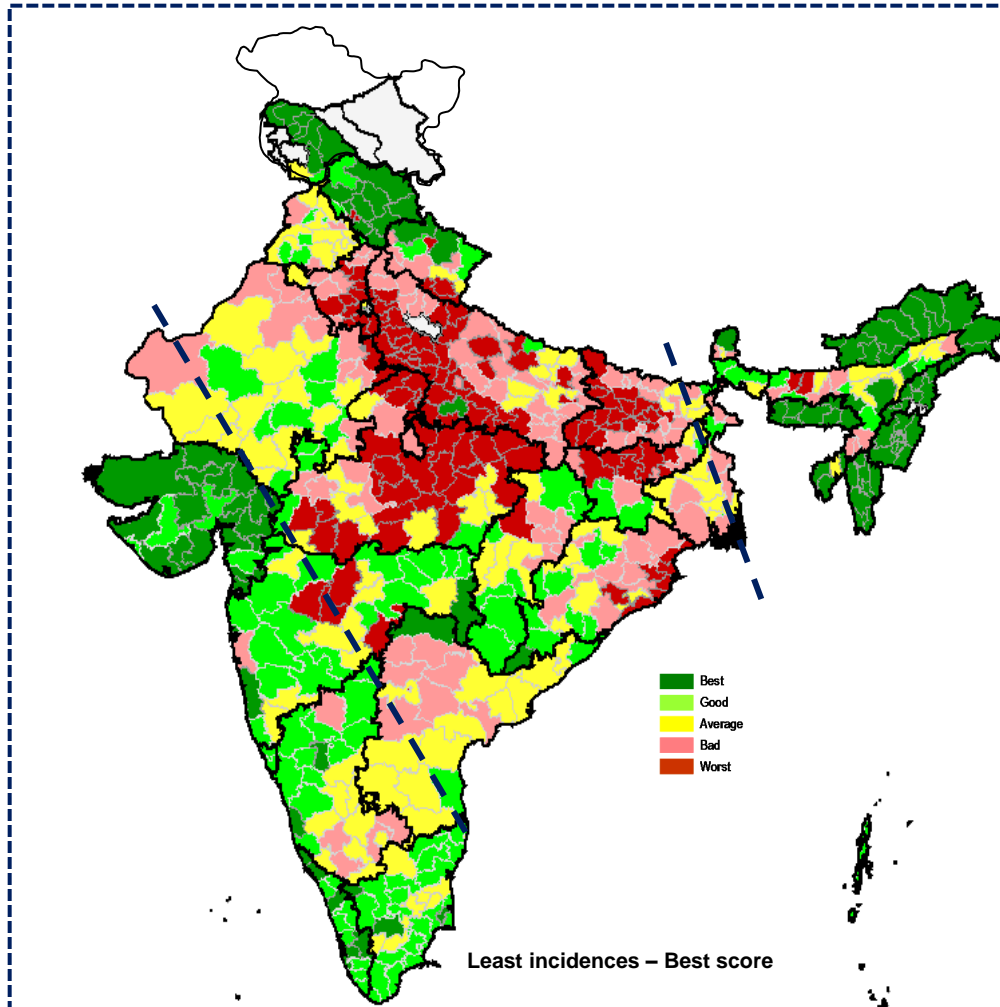 Best
Good
Average
Bad
Worst
Least incidences – Best score